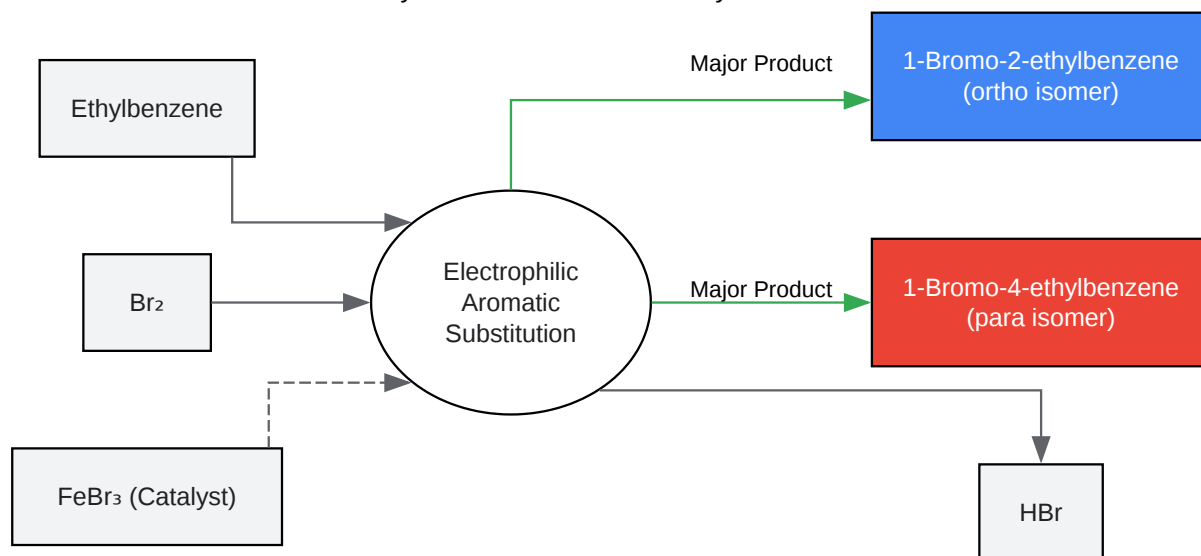 Major Product
1-Bromo-2-ethylbenzene
(ortho isomer)
Ethylbenzene
Br₂
Electrophilic
Aromatic
Substitution
Major Product
1-Bromo-4-ethylbenzene
(para isomer)
FeBr₃ (Catalyst)
HBr